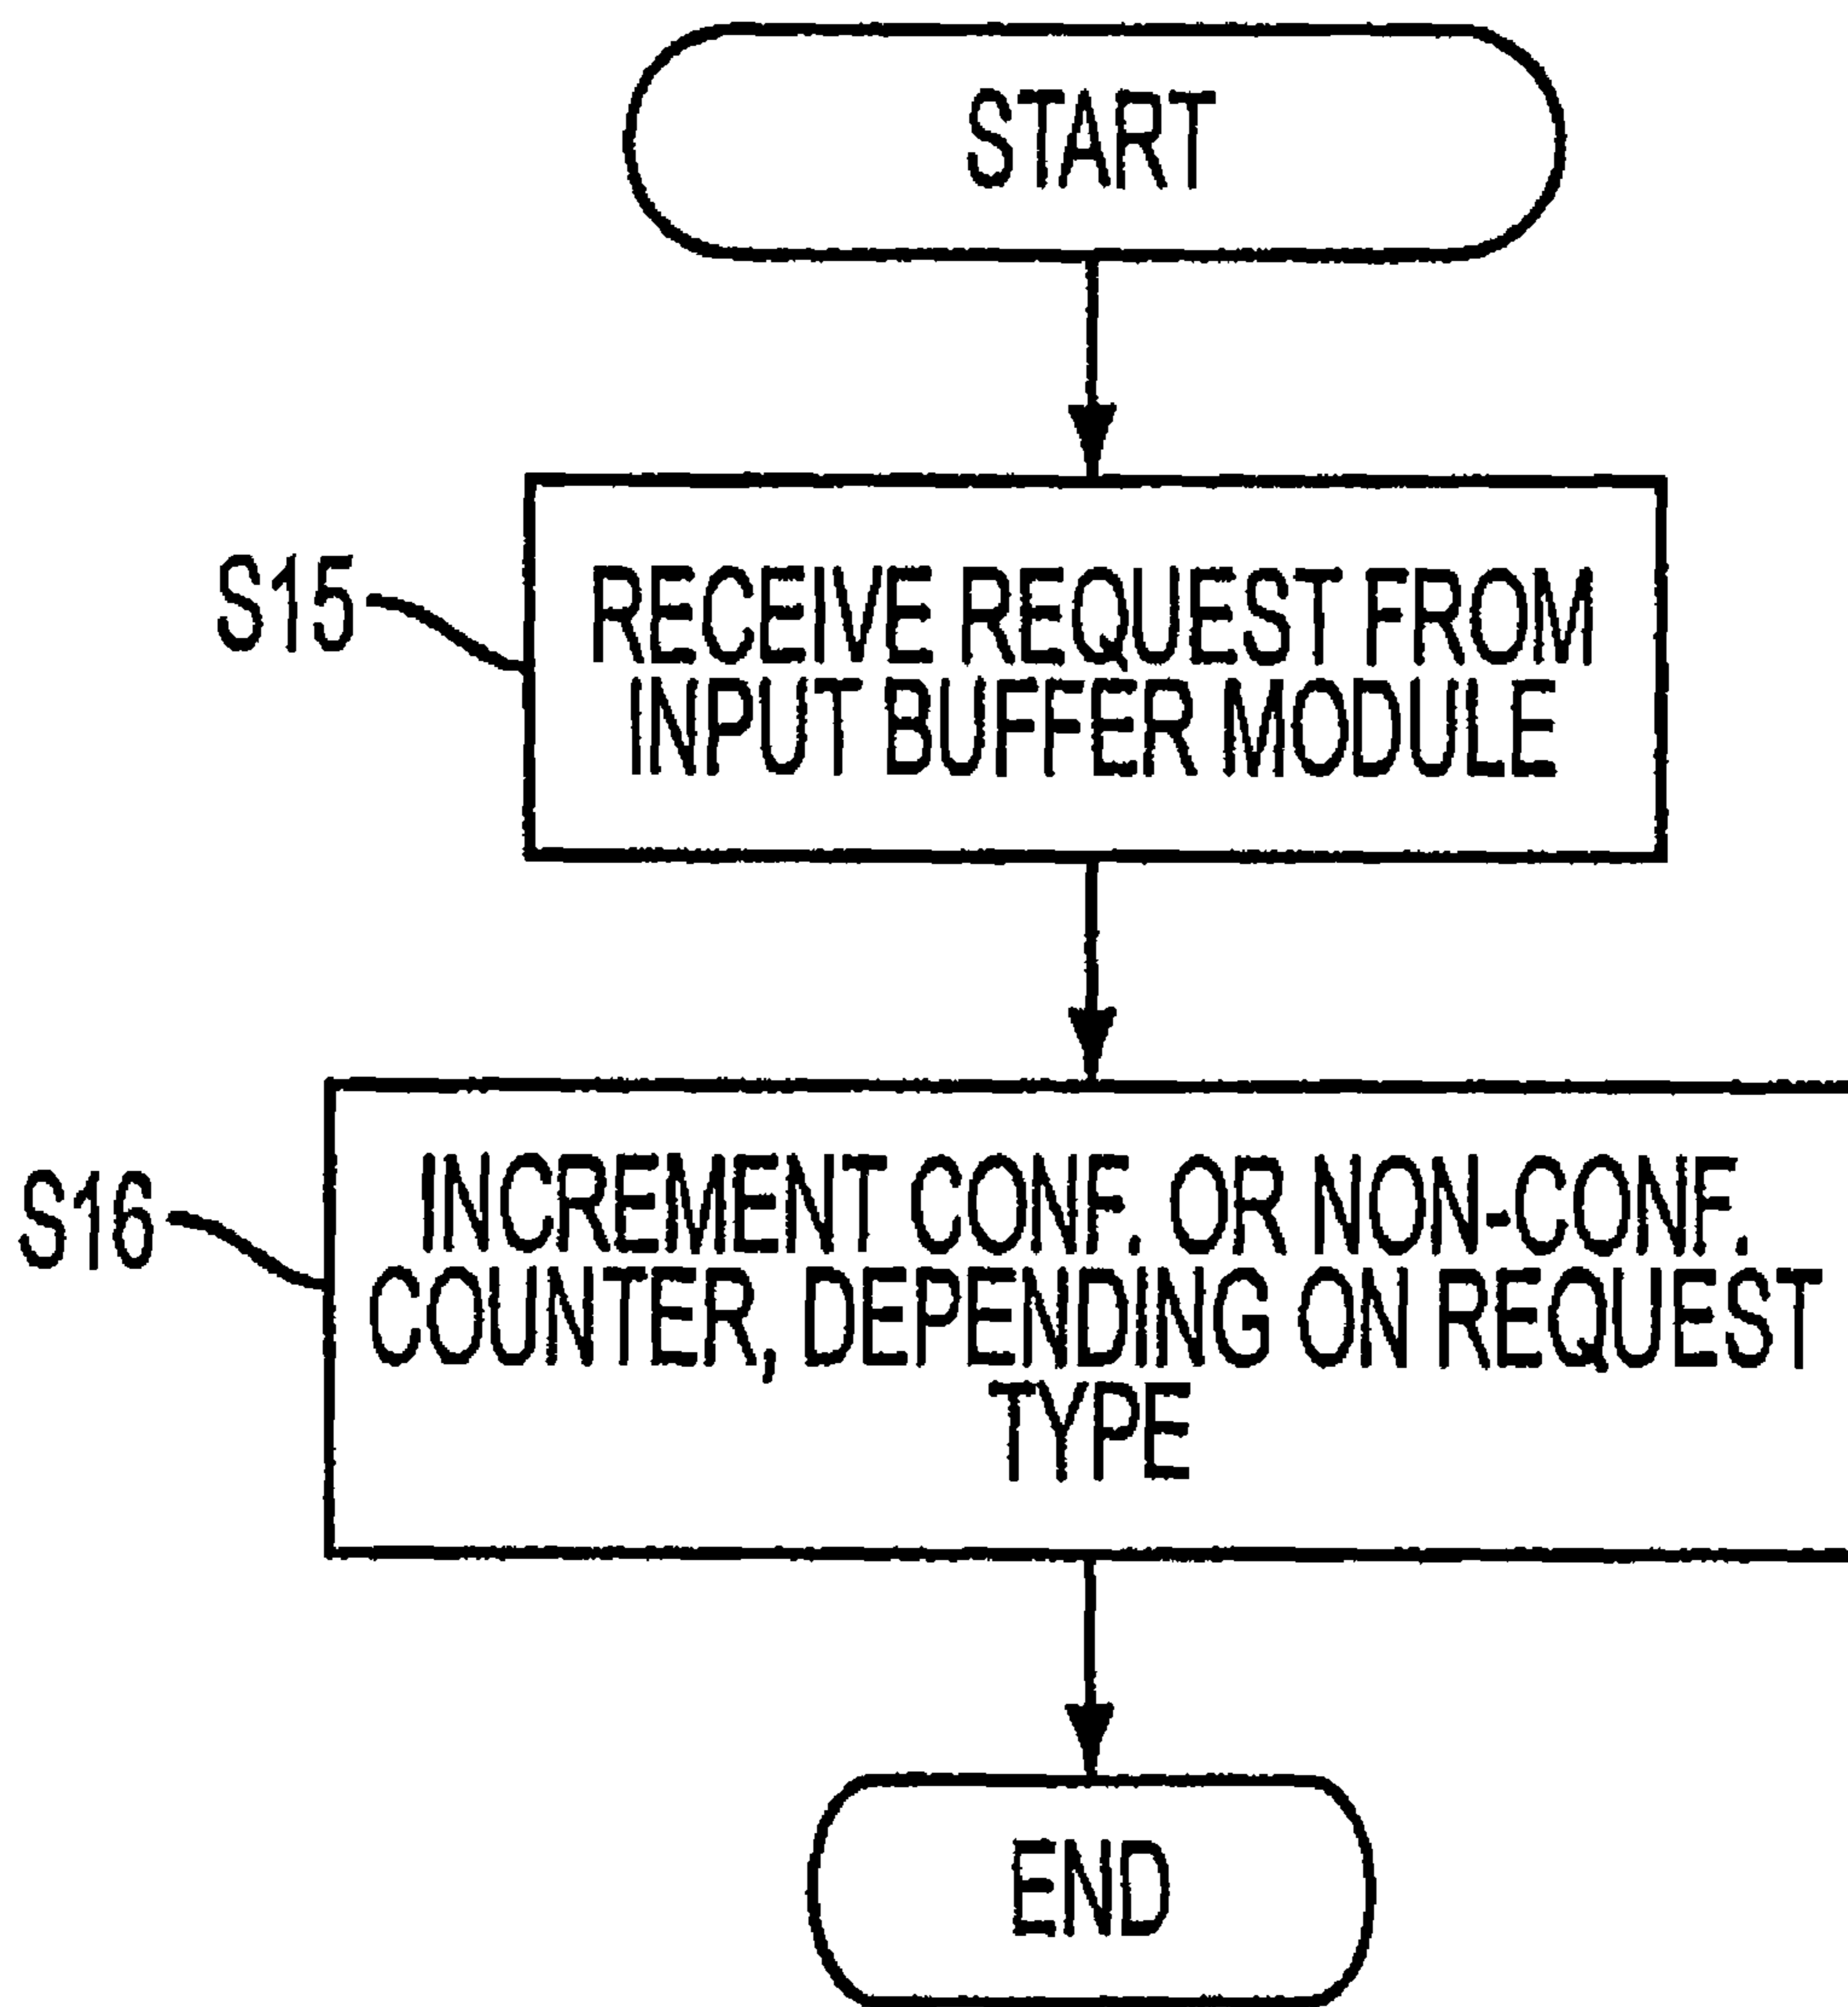 START
S15
RECEIVE REQUEST FROM
INPUT BUFFER MODULE
S16
INCREMENT CONF. OR NON-CONF.
COUNTER, DEPENDING ON REQUEST
TYPE
END